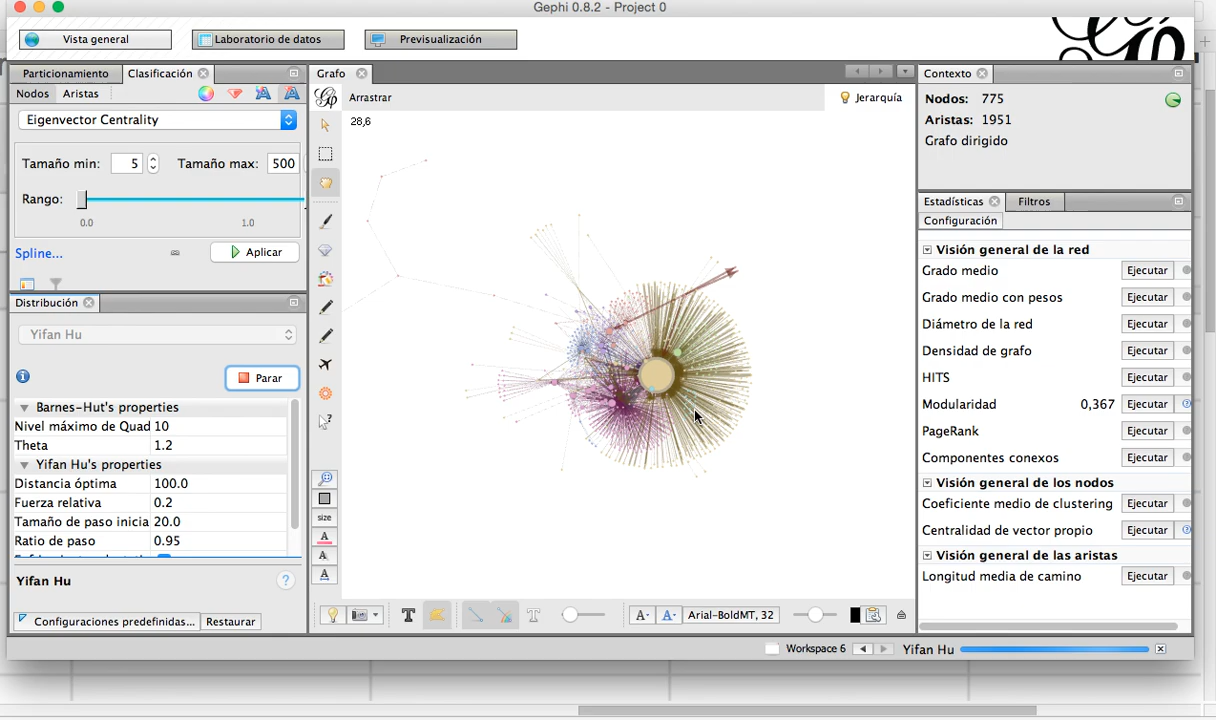 Gephi 0.8.2 - Project 0
Vista general
Laboratorio de datos
Previsualización
Particionamiento
Clasificación
Nodos
Aristas
Eigenvector Centrality
Tamaño min: 5
Tamaño max: 500
Rango:
0.0
1.0
Spline...
Aplicar
Distribución
Yifan Hu
Parar
Barnes-Hut's properties
Nivel máximo de Quad 10
Theta 1.2
Yifan Hu's properties
Distancia óptima 100.0
Fuerza relativa 0.2
Tamaño de paso inicia 20.0
Ratio de paso 0.95
Yifan Hu
Configuraciones predefinidas...
Restaurar
Grafo
Arrastrar
Jerarquía
28,6
size
Arial-BoldMT, 32
Contexto
Nodos: 775
Aristas: 1951
Grafo dirigido
Estadísticas
Filtros
Configuración
Visión general de la red
Grado medio Ejecutar
Grado medio con pesos Ejecutar
Diámetro de la red Ejecutar
Densidad de grafo Ejecutar
HITS Ejecutar
Modularidad 0,367 Ejecutar
PageRank Ejecutar
Componentes conexos Ejecutar
Visión general de los nodos
Coeficiente medio de clustering Ejecutar
Centralidad de vector propio Ejecutar
Visión general de las aristas
Longitud media de camino Ejecutar
Workspace 6
Yifan Hu